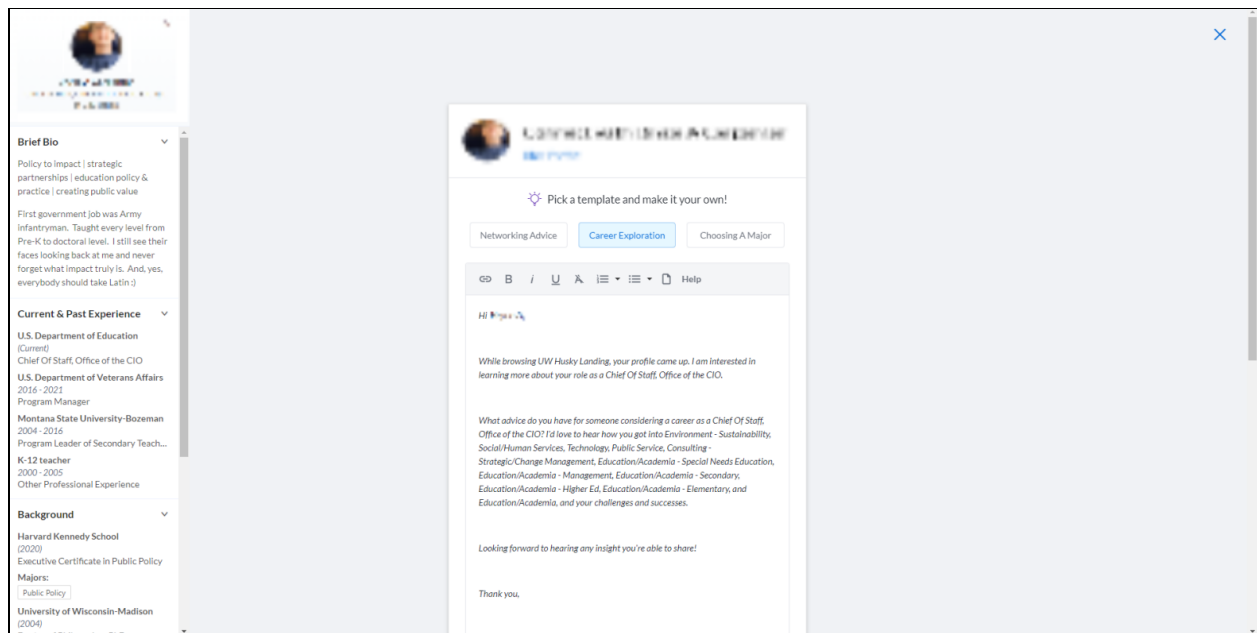 Brief Bio
Policy to impact | strategic
partnerships | education policy &
practice | creating public value
First government job was Army
infantryman. Taught every level from
Pre-K to doctoral level. I still see their
faces looking back at me and never
forget what impact truly is. And, yes,
everybody should take Latin :)
Current & Past Experience
U.S. Department of Education
(Current)
Chief Of Staff, Office of the CIO
U.S. Department of Veterans Affairs
2016 - 2021
Program Manager
Montana State University-Bozeman
2004 - 2016
Program Leader of Secondary Teach...
K-12 teacher
2000 - 2005
Other Professional Experience
Background
Harvard Kennedy School
(2020)
Executive Certificate in Public Policy
Majors:
Public Policy
University of Wisconsin-Madison
(2004)
Pick a template and make it your own!
Networking Advice
Career Exploration
Choosing A Major
B i U Help
Hi
While browsing UW Husky Landing, your profile came up. I am interested in
learning more about your role as a Chief Of Staff, Office of the CIO.
What advice do you have for someone considering a career as a Chief Of Staff,
Office of the CIO? I'd love to hear how you got into Environment - Sustainability,
Social/Human Services, Technology, Public Service, Consulting -
Strategic/Change Management, Education/Academia - Special Needs Education,
Education/Academia - Management, Education/Academia - Secondary,
Education/Academia - Higher Ed, Education/Academia - Elementary, and
Education/Academia, and your challenges and successes.
Looking forward to hearing any insight you're able to share!
Thank you,